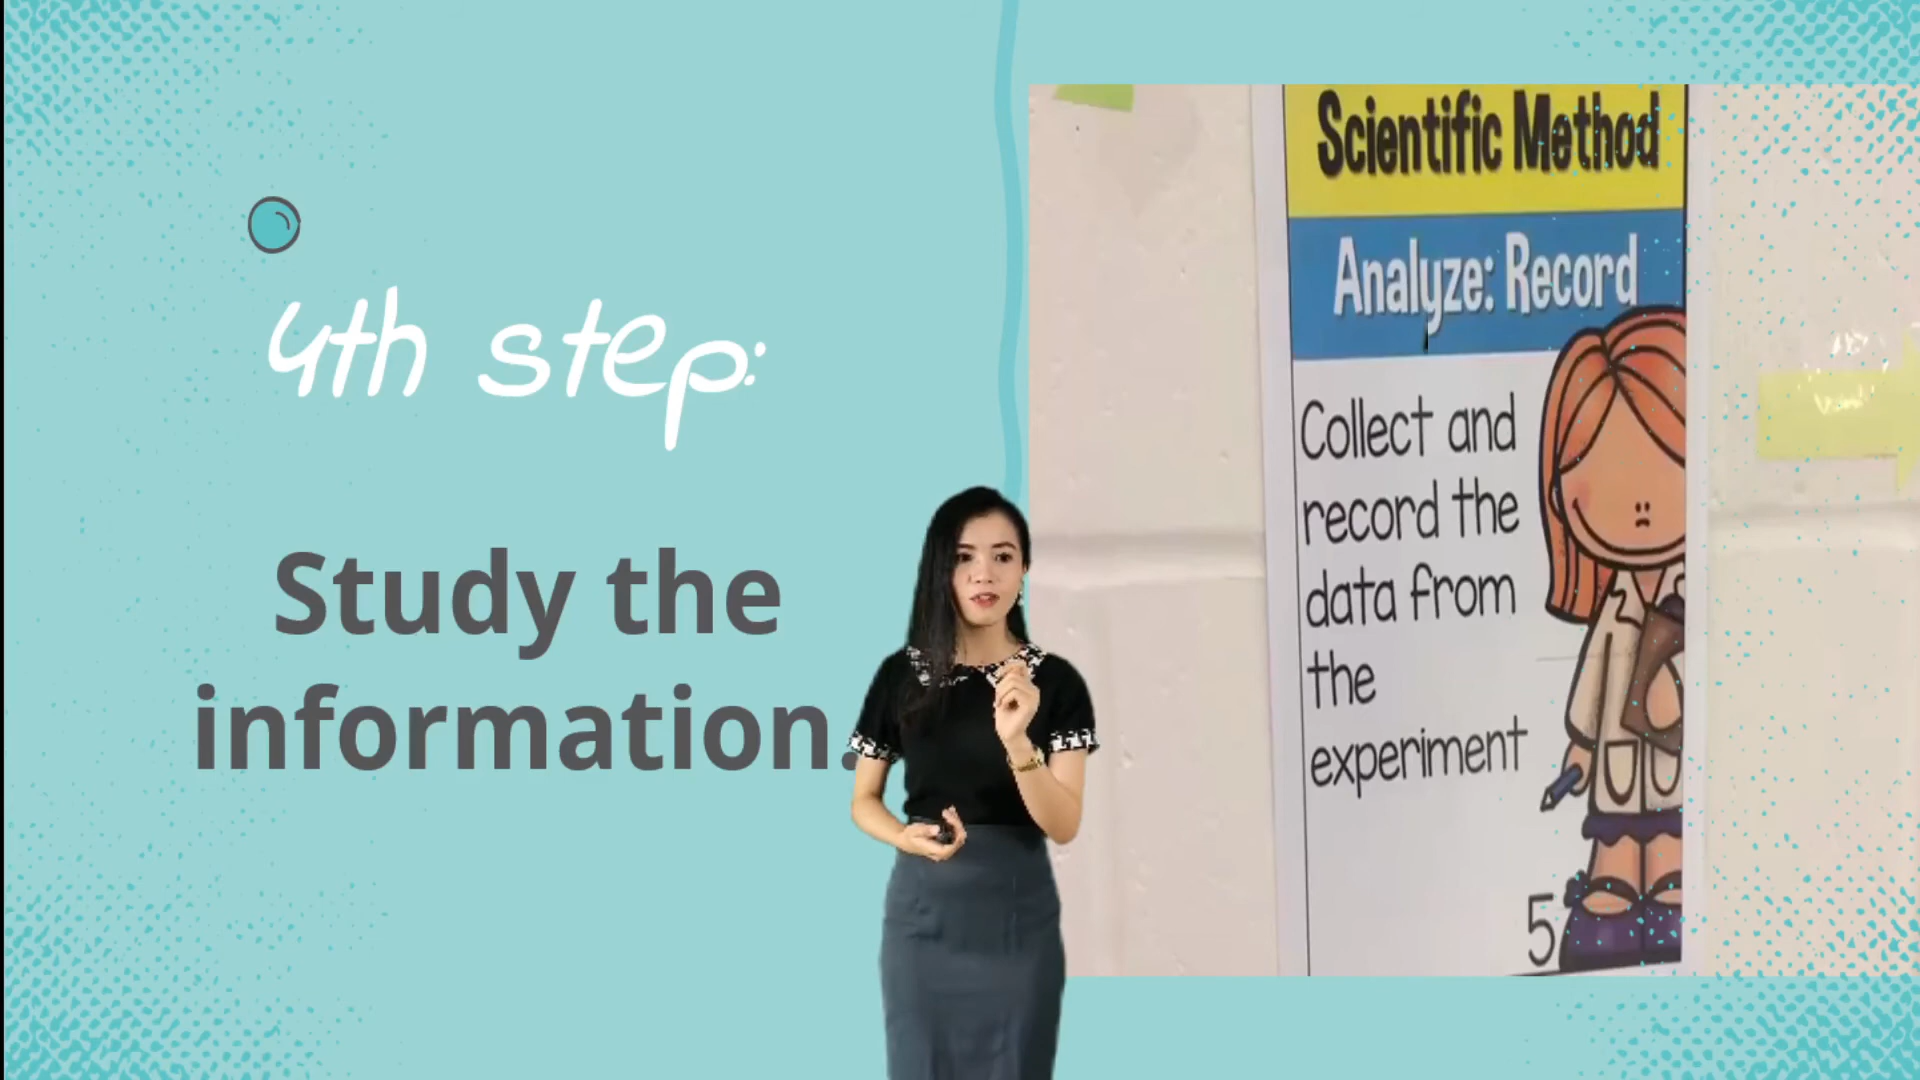 4th step:
Study the
information.
Scientific Method
Analyze: Record
Collect and
record the
data from
the
experiment
5